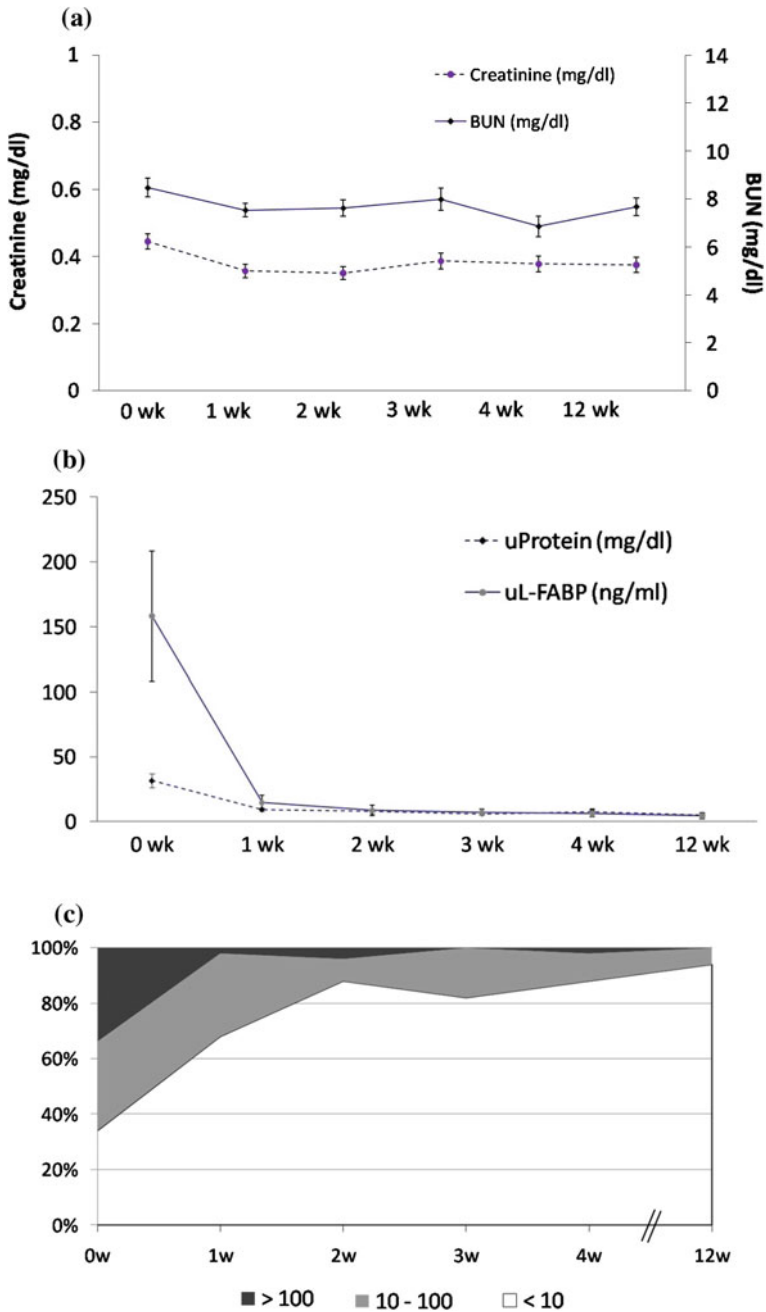 (a)
1
0.8
0.6
0.4
0.2
0
Creatinine (mg/dl)
14
12
10
8
6
4
2
0
BUN (mg/dl)
Creatinine (mg/dl)
BUN (mg/dl)
0 wk 1 wk 2 wk 3 wk 4 wk 12 wk
(b)
250
200
150
100
50
0
uProtein (mg/dl)
uL-FABP (ng/ml)
0 wk 1 wk 2 wk 3 wk 4 wk 12 wk
(c)
100%
80%
60%
40%
20%
0%
0w 1w 2w 3w 4w 12w
> 100 10 - 100 < 10